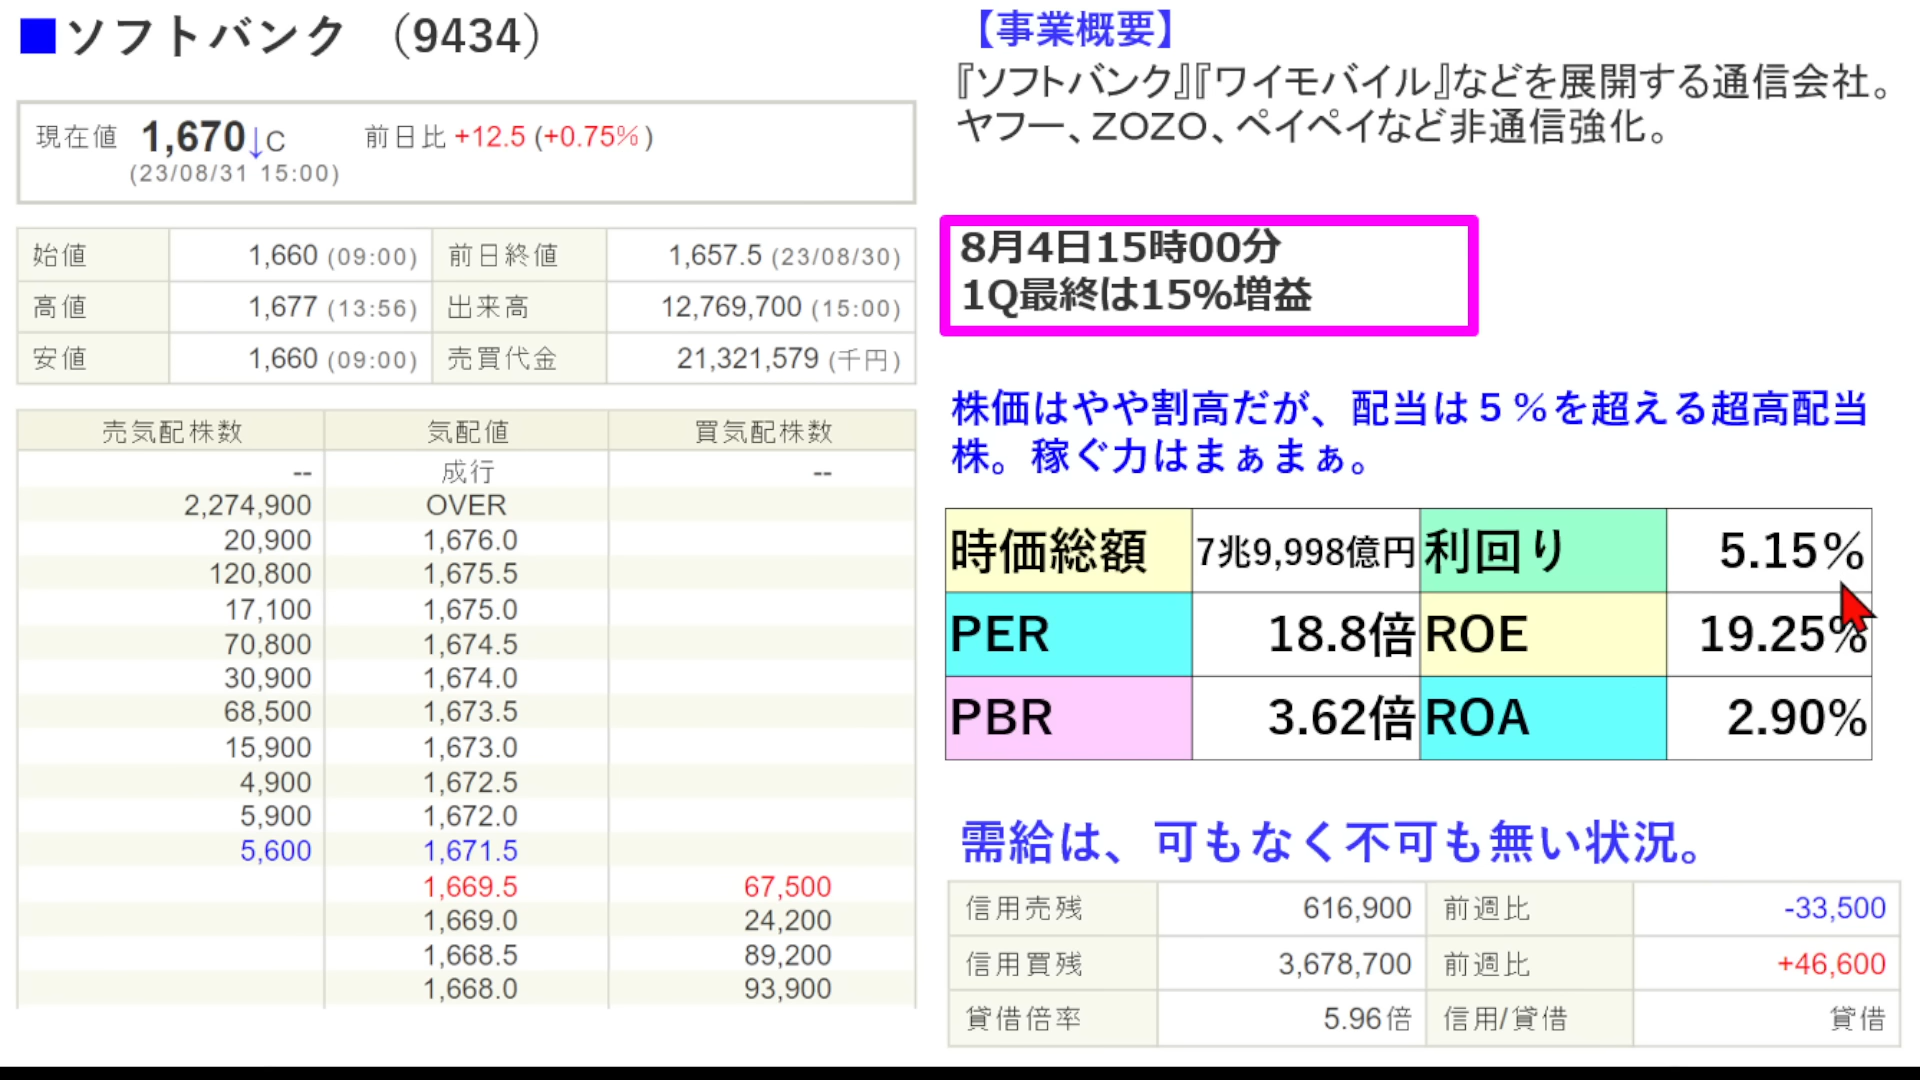 ■ソフトバンク （9434）
現在値 1,670↓C 前日比 +12.5 (+0.75%)
(23/08/31 15:00)
始値 1,660 (09:00) 前日終値 1,657.5 (23/08/30)
高値 1,677 (13:56) 出来高 12,769,700 (15:00)
安値 1,660 (09:00) 売買代金 21,321,579 (千円)
売気配株数 気配値 買気配株数
-- 成行 --
2,274,900 OVER
20,900 1,676.0
120,800 1,675.5
17,100 1,675.0
70,800 1,674.5
30,900 1,674.0
68,500 1,673.5
15,900 1,673.0
4,900 1,672.5
5,900 1,672.0
5,600 1,671.5
1,669.5 67,500
1,669.0 24,200
1,668.5 89,200
1,668.0 93,900
【事業概要】
『ソフトバンク』『ワイモバイル』などを展開する通信会社。
ヤフー、ZOZO、ペイペイなど非通信強化。
8月4日15時00分
1Q最終は15%増益
株価はやや割高だが、配当は５％を超える超高配当
株。稼ぐ力はまぁまぁ。
時価総額 7兆9,998億円 利回り 5.15%
PER 18.8倍 ROE 19.25%
PBR 3.62倍 ROA 2.90%
需給は、可もなく不可も無い状況。
信用売残 616,900 前週比 -33,500
信用買残 3,678,700 前週比 +46,600
貸借倍率 5.96倍 信用/貸借 貸借